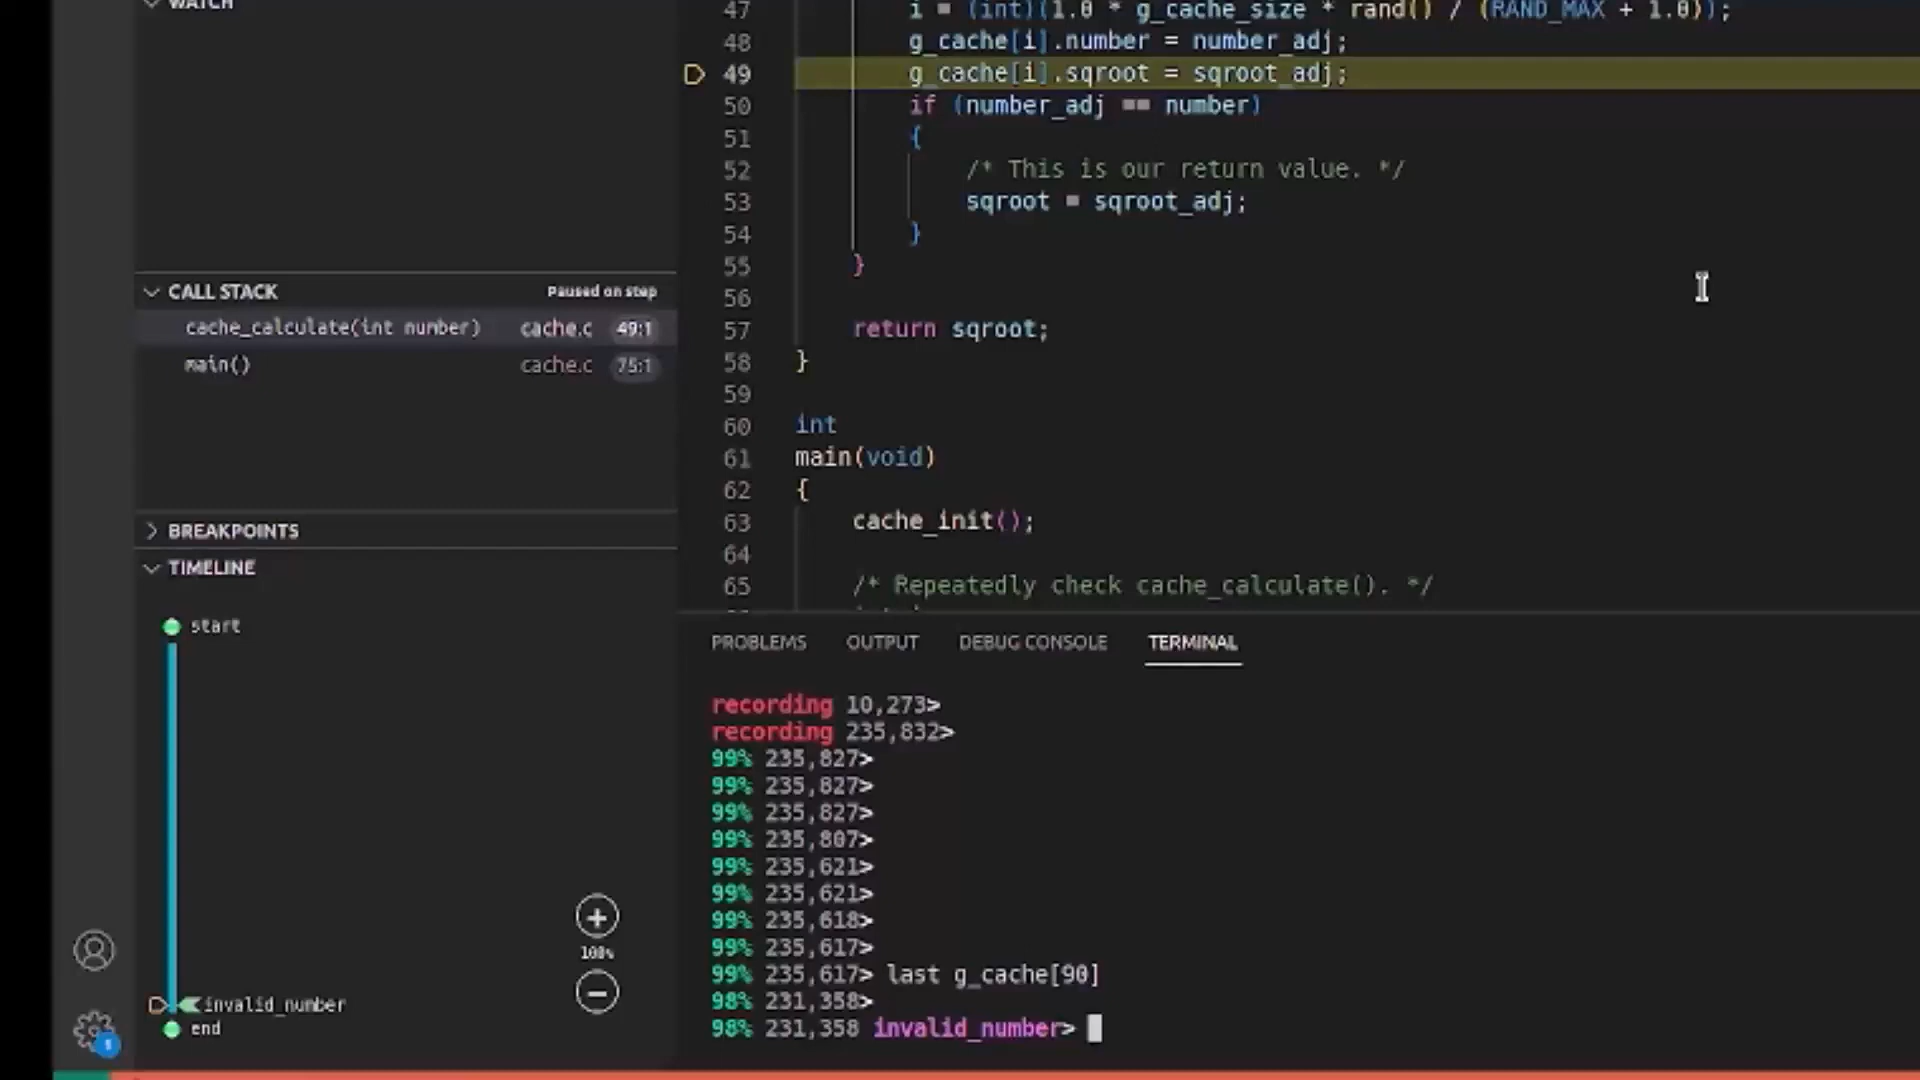 WATCH
CALL STACK
Paused on step
cache_calculate(int number) cache.c 49:1
main() cache.c 75:1
BREAKPOINTS
TIMELINE
start
100%
invalid_number
end
1
47 i = (int)(1.0 * g_cache_size * rand() / (RAND_MAX + 1.0));
48 g_cache[i].number = number_adj;
49 g_cache[i].sqroot = sqroot_adj;
50 if (number_adj == number)
51 {
52 /* This is our return value. */
53 sqroot = sqroot_adj;
54 }
55 }
56
57 return sqroot;
58 }
59
60 int
61 main(void)
62 {
63 cache_init();
64
65 /* Repeatedly check cache_calculate(). */
PROBLEMS OUTPUT DEBUG CONSOLE TERMINAL
recording 10,273>
recording 235,832>
99% 235,827>
99% 235,827>
99% 235,827>
99% 235,807>
99% 235,621>
99% 235,621>
99% 235,618>
99% 235,617>
99% 235,617> last g_cache[90]
98% 231,358>
98% 231,358 invalid_number>